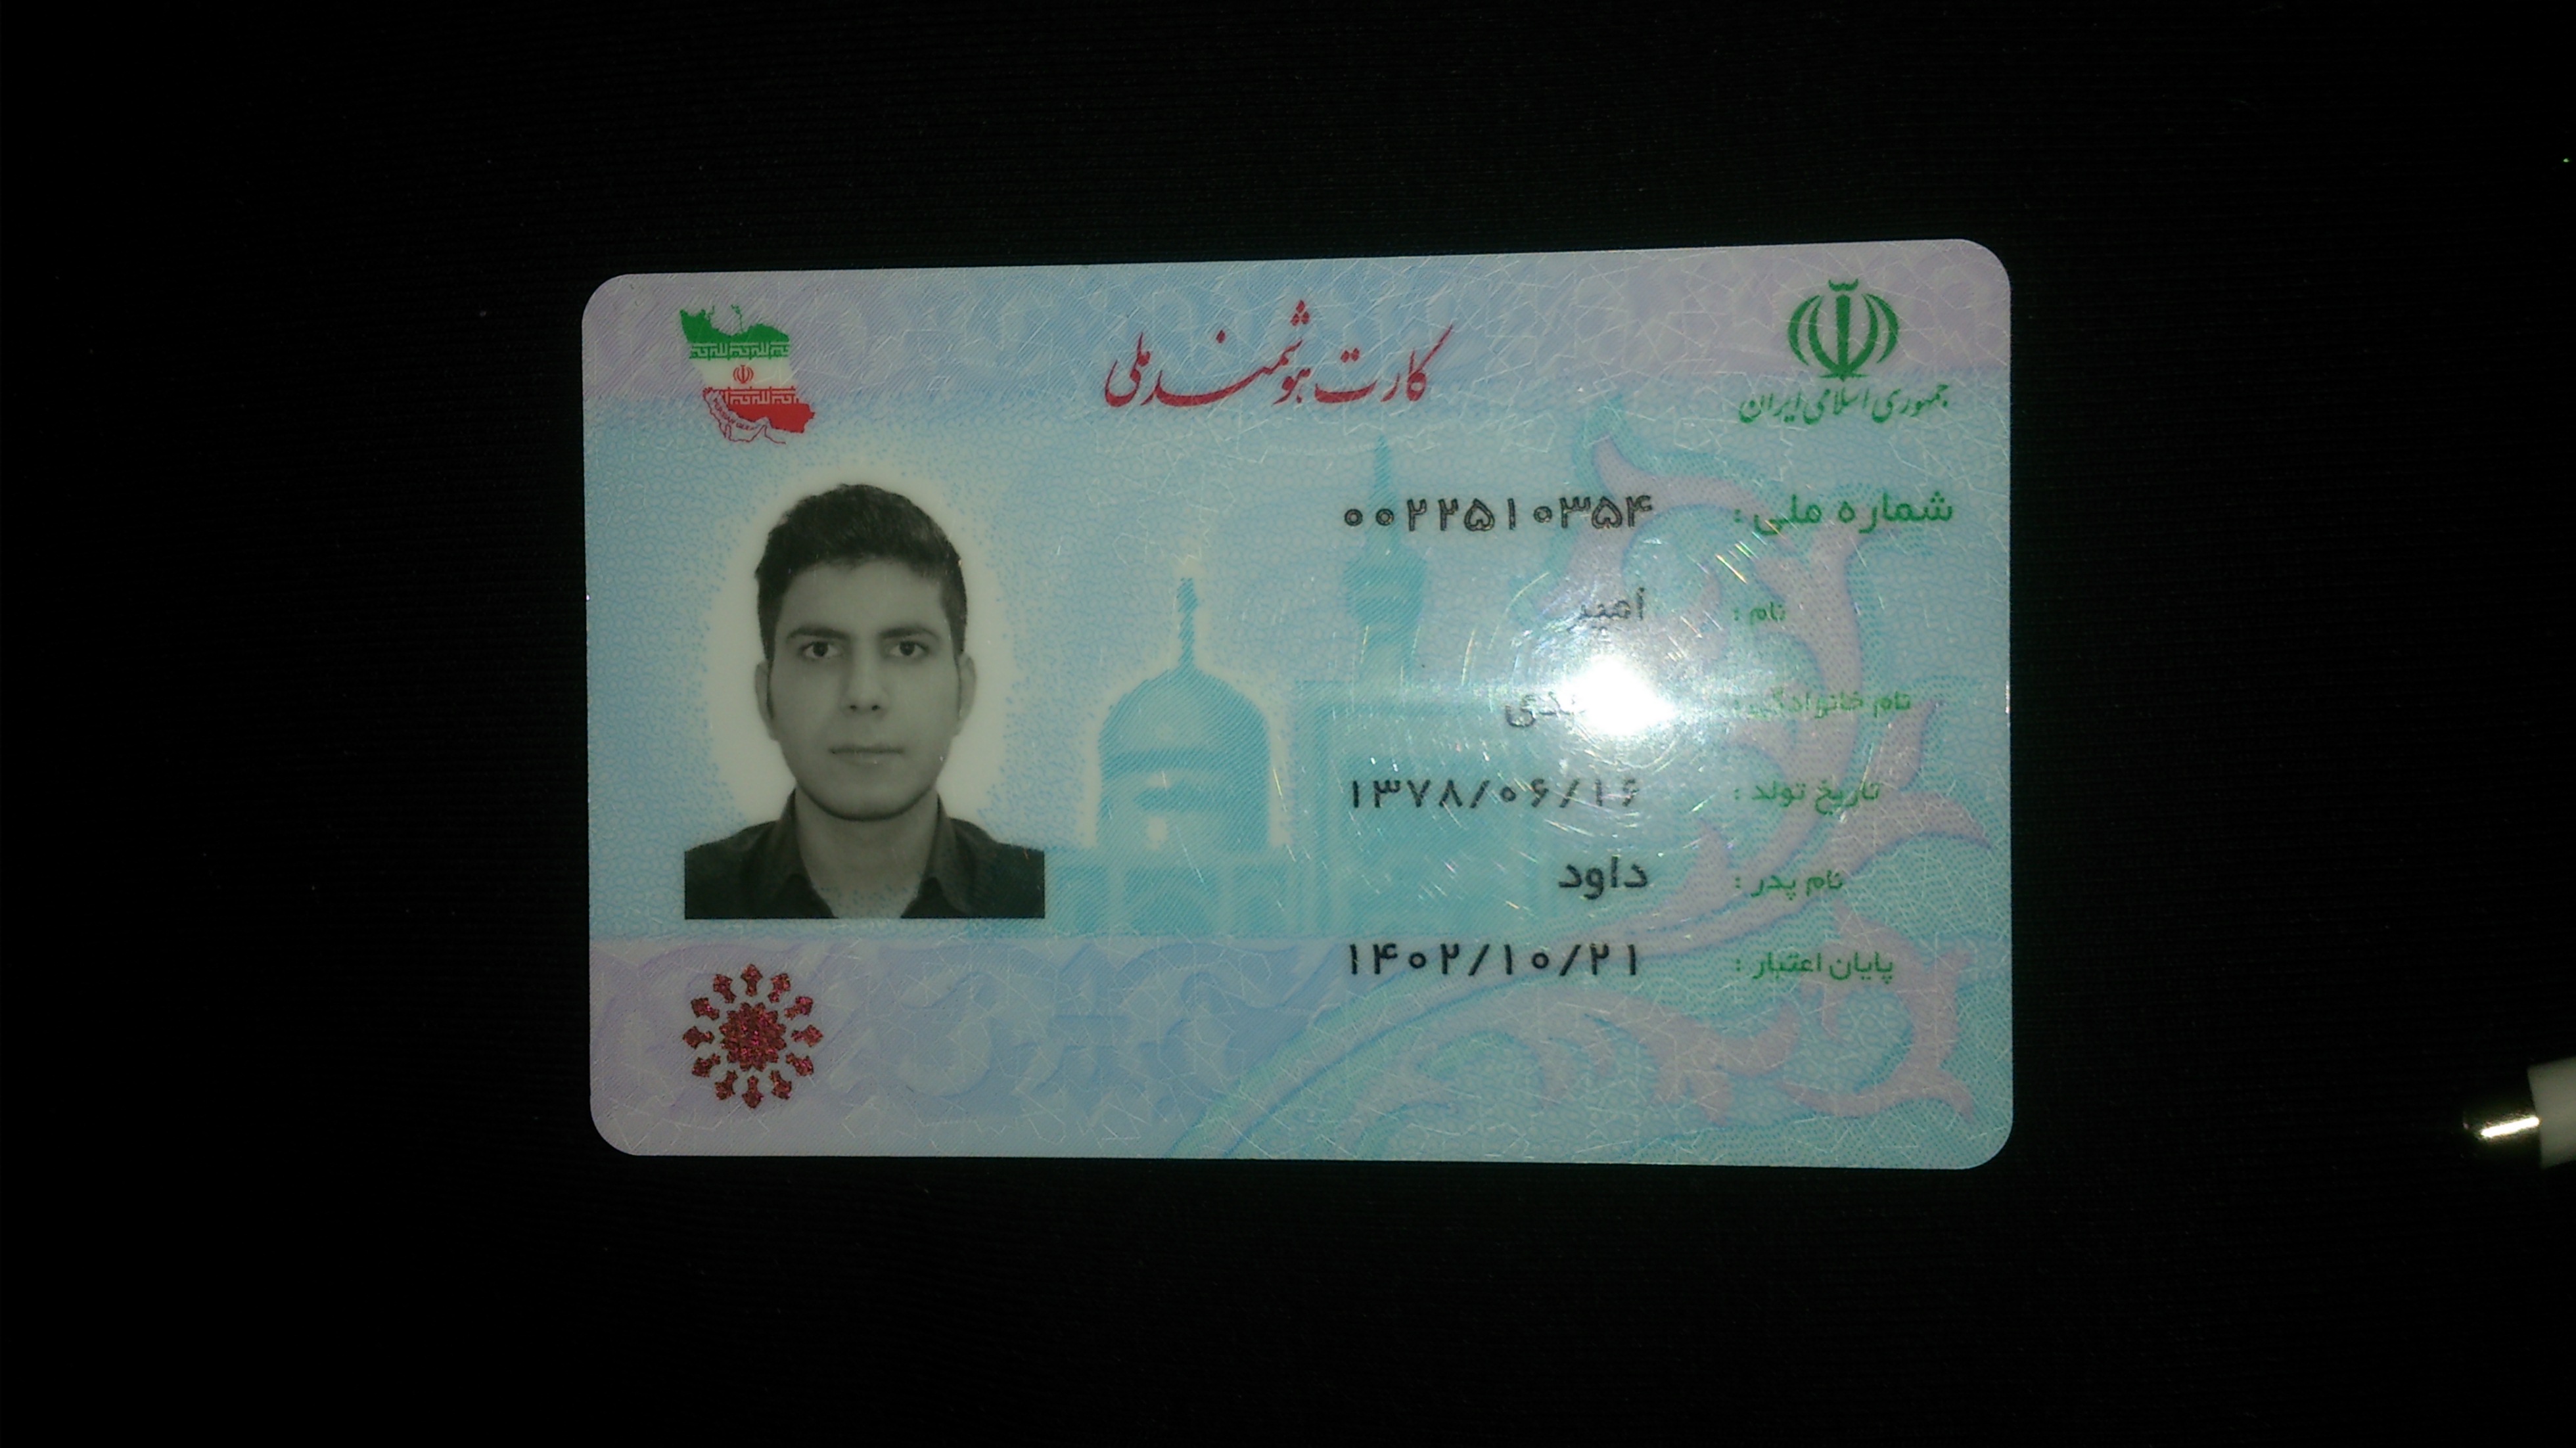 جمهوری اسلامی ایران
کارت هوشمند ملی
شماره ملی : ۰۰۲۲۵۱۰۳۵۴
نام : امیر
نام خانوادگی :
تاریخ تولد : ۱۳۷۸/۰۶/۱۶
نام پدر : داود
پایان اعتبار : ۱۴۰۲/۱۰/۲۱